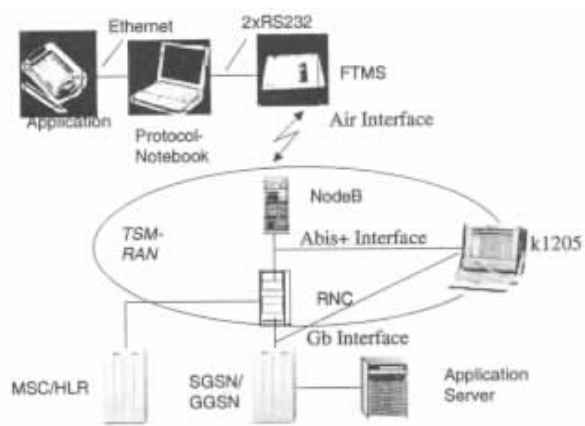 Ethernet
2xRS232
FTMS
Application
Protocol-
Notebook
Air Interface
NodeB
TSM-
RAN
Abis+ Interface
k1205
RNC
Gb Interface
MSC/HLR
SGSN/
GGSN
Application
Server